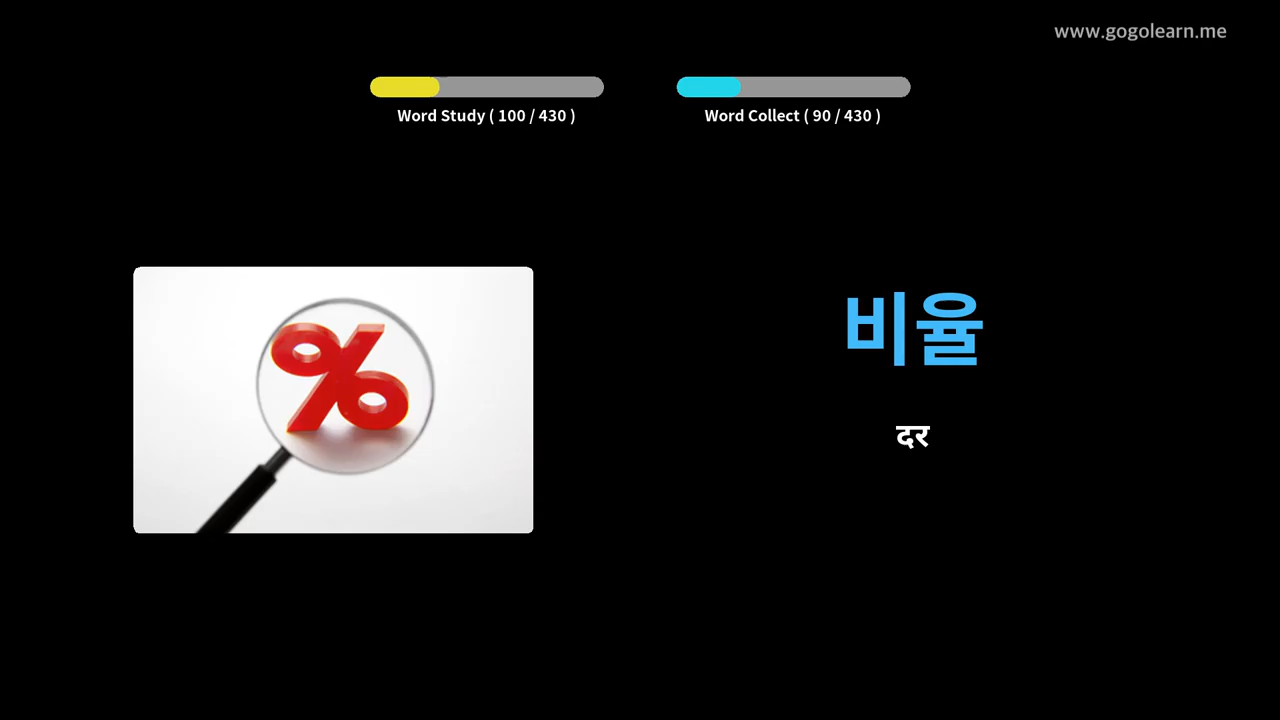 www.gogolearn.me
Word Study ( 100 / 430 )
Word Collect ( 90 / 430 )
%
비율
दर